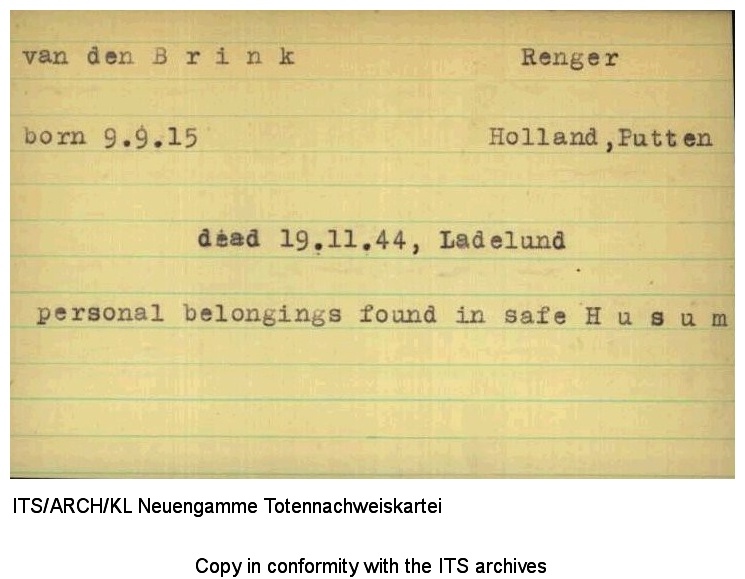 van den B r i n k Renger
born 9.9.15 Holland,Putten
dead 19.11.44, Ladelund
personal belongings found in safe H u s u m
ITS/ARCH/KL Neuengamme Totennachweiskartei
Copy in conformity with the ITS archives